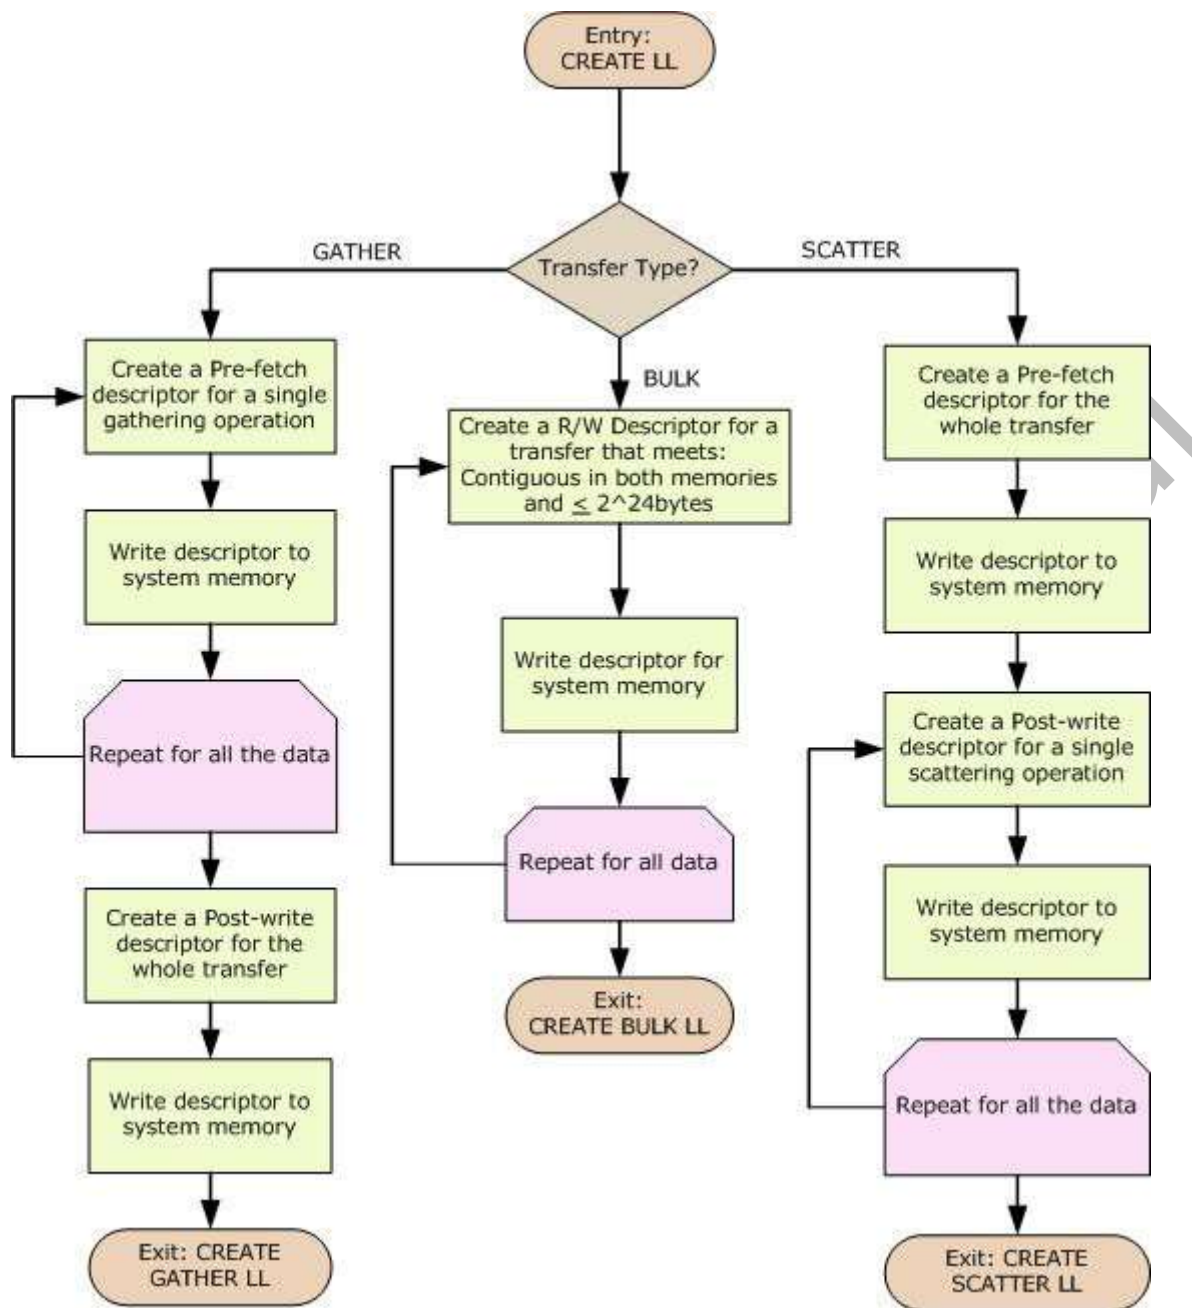 Entry:
CREATE LL
GATHER
SCATTER
Transfer Type?
BULK
Create a Pre-fetch
descriptor for a single
gathering operation
Write descriptor to
system memory
Repeat for all the data
Create a Post-write
descriptor for the
whole transfer
Write descriptor to
system memory
Exit: CREATE
GATHER LL
Create a R/W Descriptor for a
transfer that meets:
Contiguous in both memories
and ≤ 2^24bytes
Write descriptor for
system memory
Repeat for all data
Exit:
CREATE BULK LL
Create a Pre-fetch
descriptor for the
whole transfer
Write descriptor to
system memory
Create a Post-write
descriptor for a single
scattering operation
Write descriptor to
system memory
Repeat for all the data
Exit: CREATE
SCATTER LL